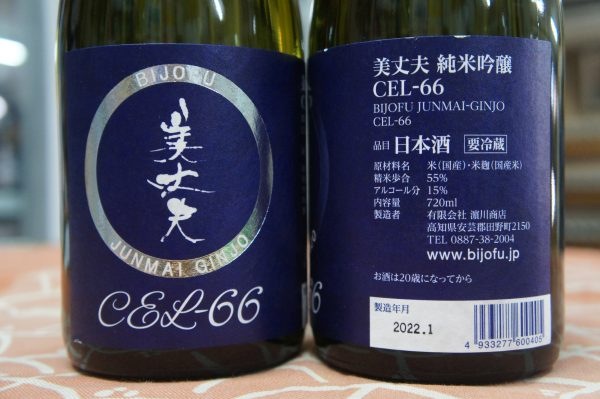 BIJOFU
美丈夫
JUNMAI GINJO
CEL-66
美丈夫 純米吟醸
CEL-66
BIJOFU JUNMAI-GINJO
CEL-66
品目 日本酒 要冷蔵
原材料名 米(国産)・米麹(国産米)
精米歩合 55%
アルコール分 15%
内容量 720ml
製造者 有限会社 濵川商店
高知県安芸郡田野町2150
TEL 0887-38-2004
www.bijofu.jp
お酒は20歳になってから
製造年月
2022.1
4 933277 600405